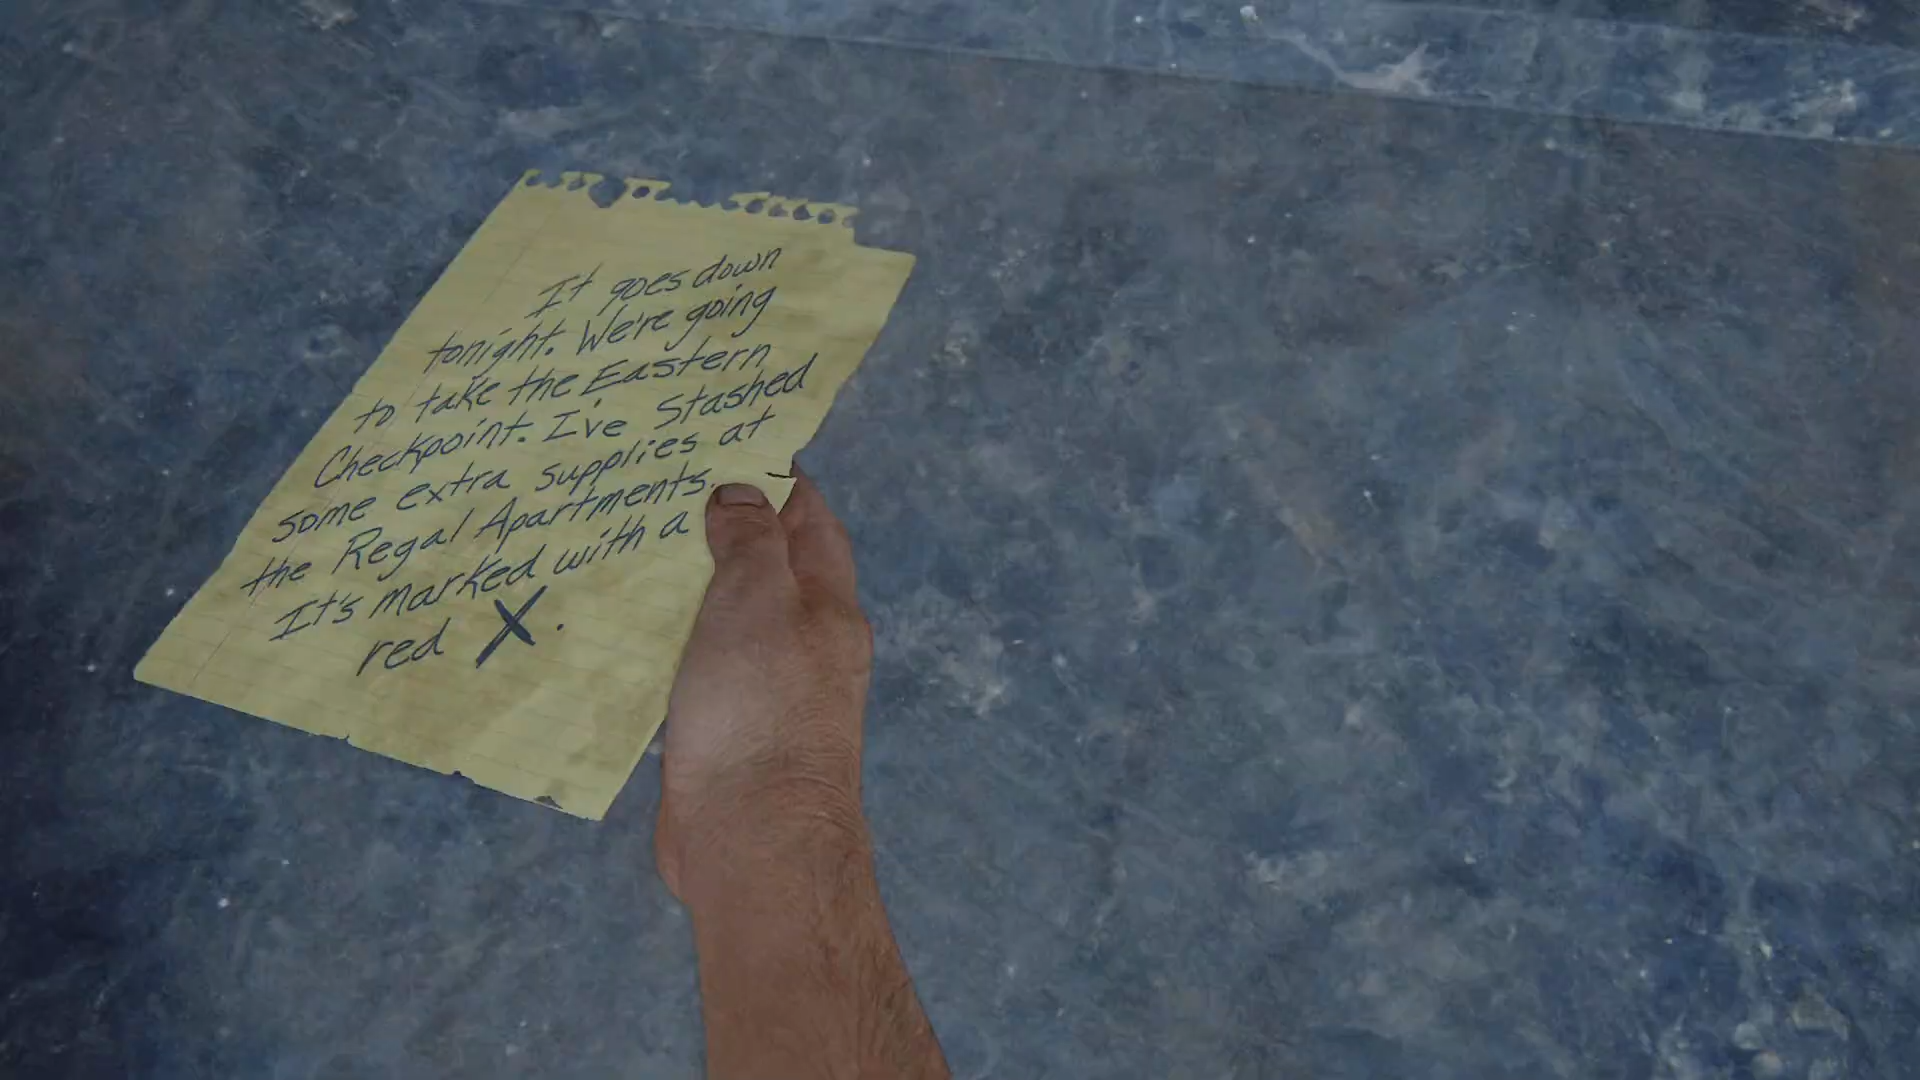 It goes down
tonight. We're going
to take the Eastern
Checkpoint. I've stashed
some extra supplies at
the Regal Apartments.
It's marked with a
red X.